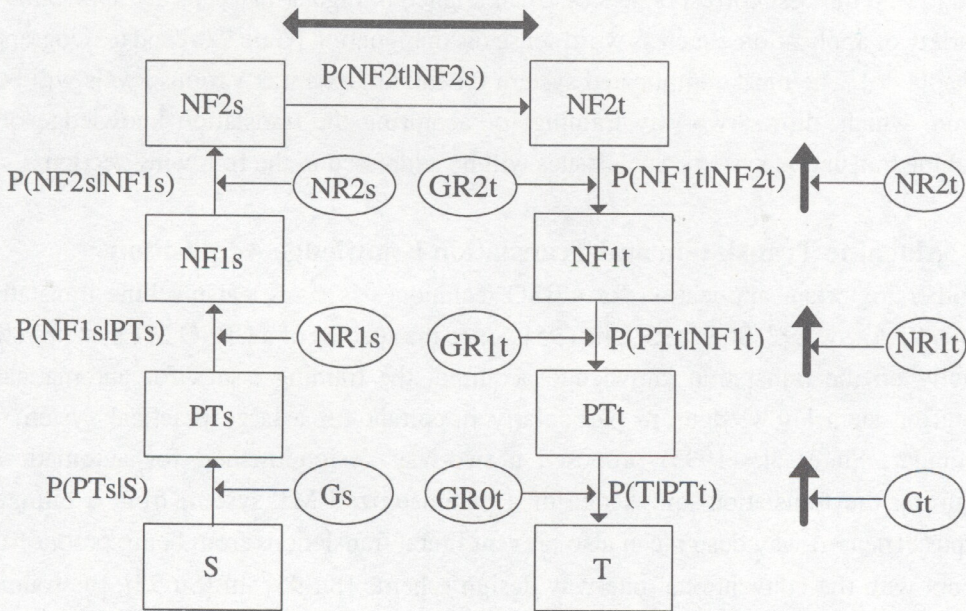 P(NF2t|NF2s)
NF2s
NF2t
P(NF2s|NF1s)
NR2s
GR2t
P(NF1t|NF2t)
NR2t
NF1s
NF1t
P(NF1s|PTs)
NR1s
GR1t
P(PTt|NF1t)
NR1t
PTs
PTt
P(PTs|S)
Gs
GR0t
P(T|PTt)
Gt
S
T